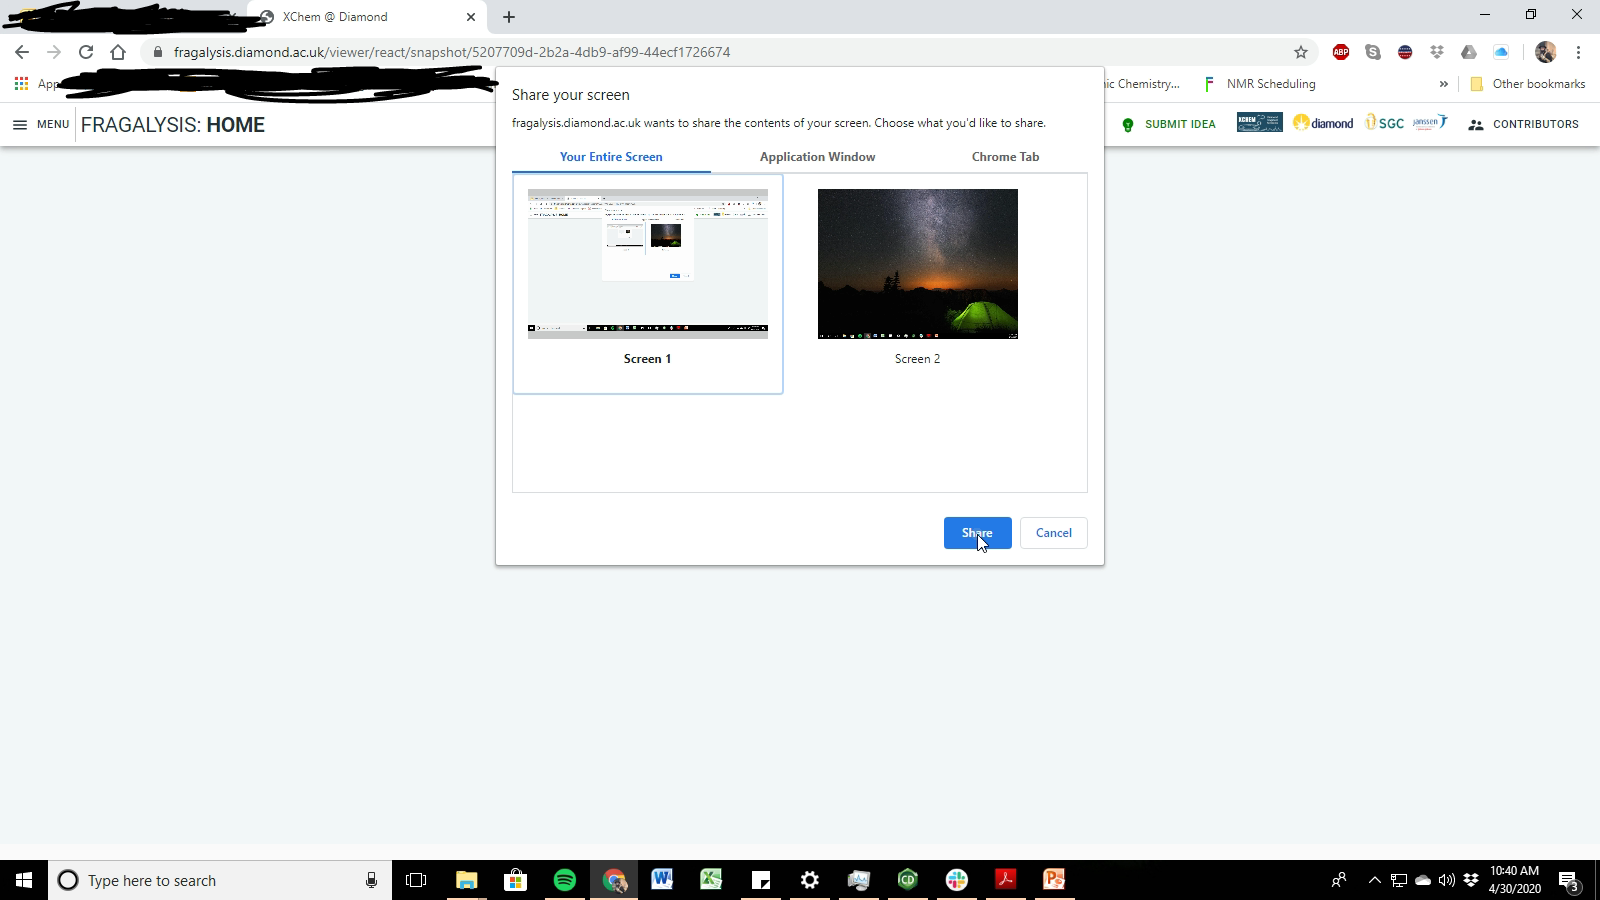 XChem @ Diamond
fragalysis.diamond.ac.uk/viewer/react/snapshot/5207709d-2b2a-4db9-af99-44ecf1726674
ABP
ic Chemistry...
NMR Scheduling
»
Other bookmarks
MENU
FRAGALYSIS: HOME
SUBMIT IDEA
XCHEM
diamond
SGC
janssen
CONTRIBUTORS
Share your screen
fragalysis.diamond.ac.uk wants to share the contents of your screen. Choose what you'd like to share.
Your Entire Screen
Application Window
Chrome Tab
Screen 1
Screen 2
Share
Cancel
Type here to search
CD
10:40 AM
4/30/2020
3